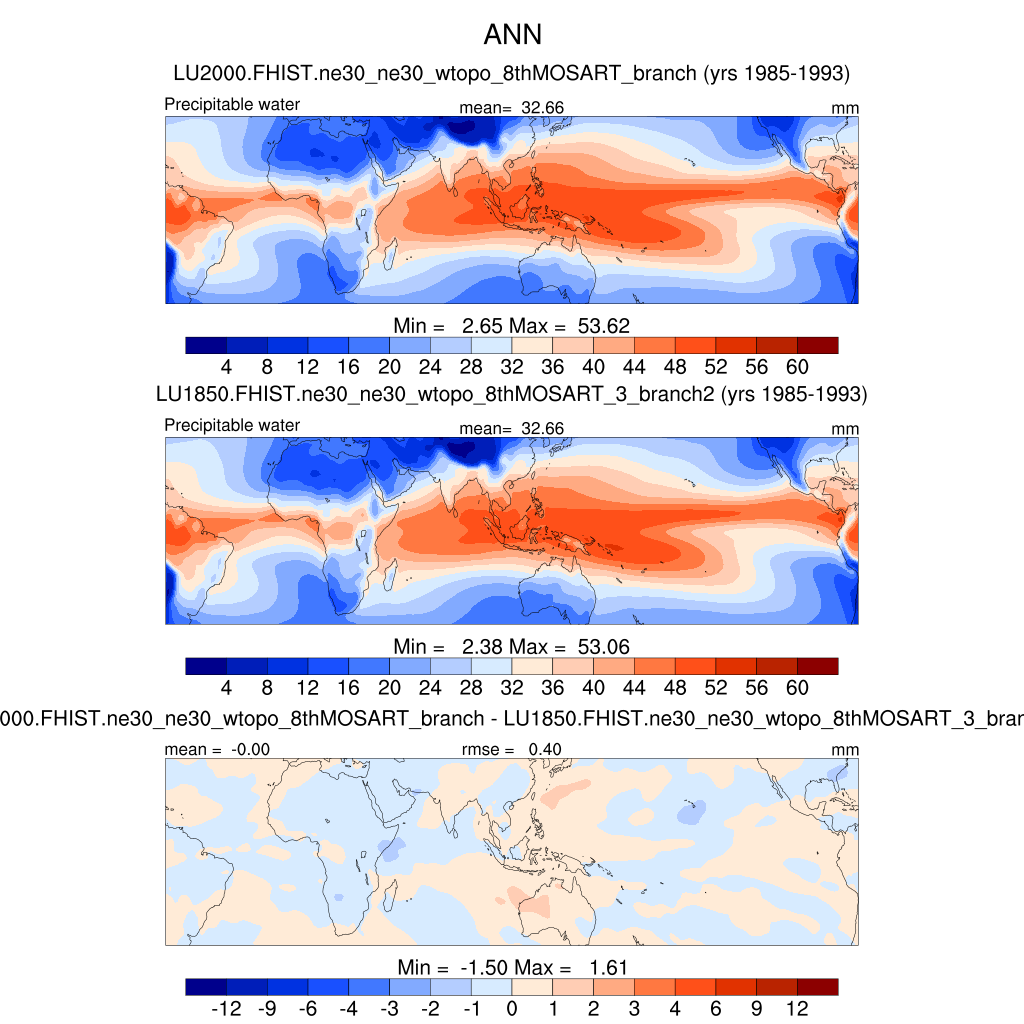 ANN
LU2000.FHIST.ne30_ne30_wtopo_8thMOSART_branch (yrs 1985-1993)
Precipitable water mean= 32.66 mm
Min = 2.65 Max = 53.62
4 8 12 16 20 24 28 32 36 40 44 48 52 56 60
LU1850.FHIST.ne30_ne30_wtopo_8thMOSART_3_branch2 (yrs 1985-1993)
Precipitable water mean= 32.66 mm
Min = 2.38 Max = 53.06
4 8 12 16 20 24 28 32 36 40 44 48 52 56 60
000.FHIST.ne30_ne30_wtopo_8thMOSART_branch - LU1850.FHIST.ne30_ne30_wtopo_8thMOSART_3_bran
mean = -0.00 rmse = 0.40 mm
Min = -1.50 Max = 1.61
-12 -9 -6 -4 -3 -2 -1 0 1 2 3 4 6 9 12